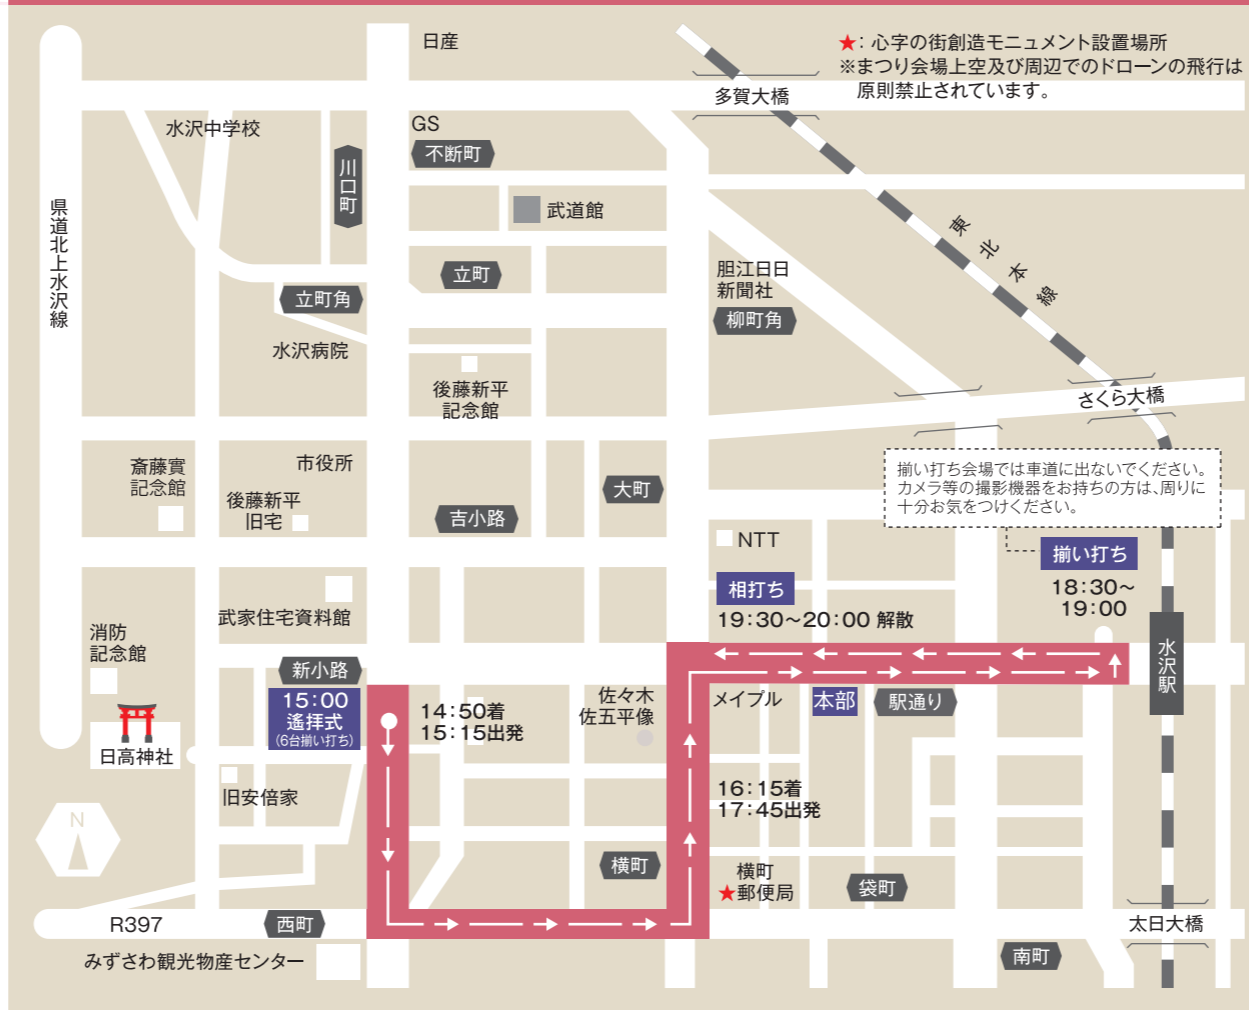 日産
★：心字の街創造モニュメント設置場所
※まつり会場上空及び周辺でのドローンの飛行は
原則禁止されています。
多賀大橋
水沢中学校
GS
不断町
川口町
武道館
県道北上水沢線
東北本線
立町
胆江日日
新聞社
立町角
柳町角
水沢病院
後藤新平
記念館
さくら大橋
斎藤實
記念館
市役所
後藤新平
旧宅
大町
吉小路
揃い打ち会場では車道に出ないでください。
カメラ等の撮影機器をお持ちの方は、周りに
十分お気をつけください。
NTT
揃い打ち
18:30～
19:00
相打ち
19:30～20:00 解散
武家住宅資料館
消防
記念館
新小路
15:00
遙拝式
(6台揃い打ち)
14:50着
15:15出発
佐々木
佐五平像
メイプル
本部
駅通り
水沢駅
日高神社
旧安倍家
16:15着
17:45出発
N
横町
横町
★郵便局
袋町
R397
西町
太日大橋
みずさわ観光物産センター
南町